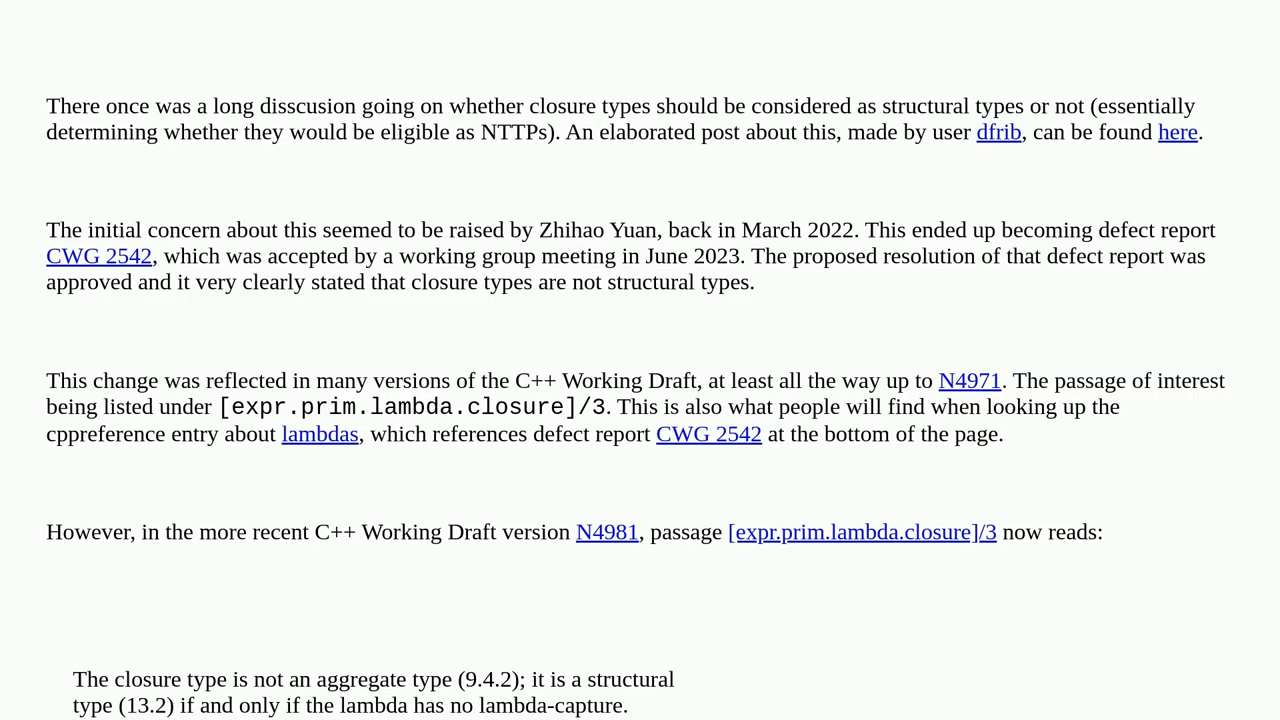 There once was a long disscusion going on whether closure types should be considered as structural types or not (essentially
determining whether they would be eligible as NTTPs). An elaborated post about this, made by user dfrib, can be found here.
The initial concern about this seemed to be raised by Zhihao Yuan, back in March 2022. This ended up becoming defect report
CWG 2542, which was accepted by a working group meeting in June 2023. The proposed resolution of that defect report was
approved and it very clearly stated that closure types are not structural types.
This change was reflected in many versions of the C++ Working Draft, at least all the way up to N4971. The passage of interest
being listed under [expr.prim.lambda.closure]/3. This is also what people will find when looking up the
cppreference entry about lambdas, which references defect report CWG 2542 at the bottom of the page.
However, in the more recent C++ Working Draft version N4981, passage [expr.prim.lambda.closure]/3 now reads:
The closure type is not an aggregate type (9.4.2); it is a structural
type (13.2) if and only if the lambda has no lambda-capture.